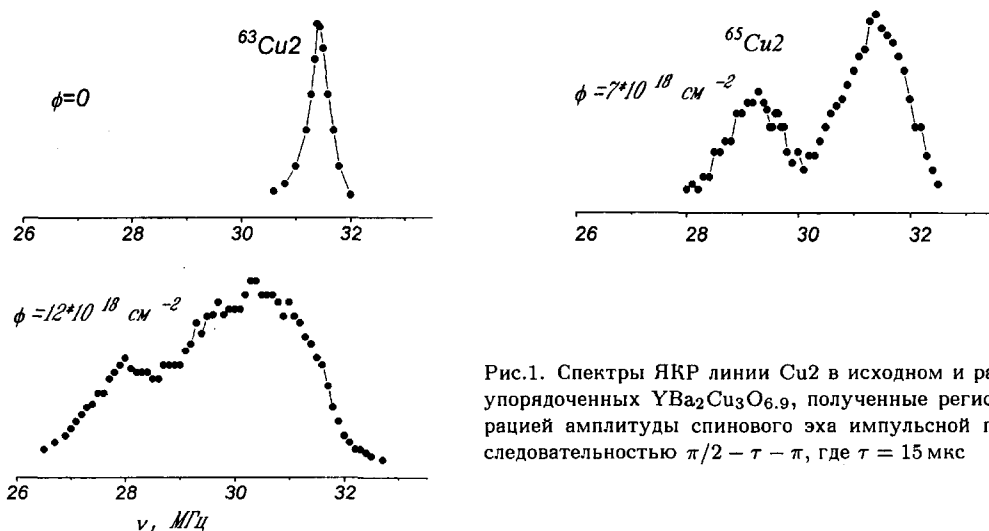 ⁶³Cu2
ϕ=0
26 28 30 32
⁶⁵Cu2
ϕ=7*10 ¹⁸ см ⁻²
26 28 30 32
ϕ=12*10 ¹⁸ см ⁻²
26 28 30 32
ν, МГц
Рис.1. Спектры ЯКР линии Cu2 в исходном и ра
упорядоченных YBa₂Cu₃O₆.₉, полученные регис
рацией амплитуды спинового эха импульсной п
следовательностью π/2 − τ − π, где τ = 15 мкс